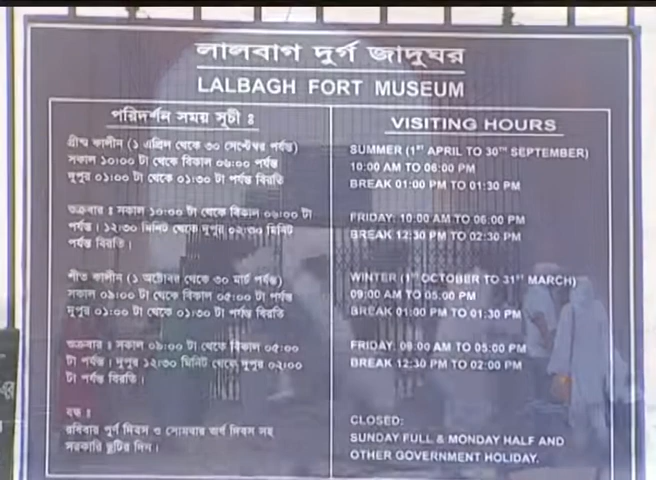 লালবাগ দুর্গ জাদুঘর
LALBAGH FORT MUSEUM
পরিদর্শন সময় সূচী ঃ
গ্রীষ্ম কালীন (১ এপ্রিল থেকে ৩০ সেপ্টেম্বর পর্যন্ত)
সকাল ১০:০০ টা থেকে বিকাল ০৬:০০ পর্যন্ত
দুপুর ০১:০০ টা থেকে ০১:৩০ টা পর্যন্ত বিরতি
শুক্রবার ঃ সকাল ১০:০০ টা থেকে বিকাল ০৬:০০ টা
পর্যন্ত। ১২:৩০ মিনিট থেকে দুপুর ০২:৩০ মিনিট
পর্যন্ত বিরতি।
শীত কালীন (১ অক্টোবর থেকে ৩০ মার্চ পর্যন্ত)
সকাল ০৯:০০ টা থেকে বিকাল ০৫:০০ টা পর্যন্ত
দুপুর ০১:০০ টা থেকে ০১:৩০ টা পর্যন্ত বিরতি
শুক্রবার ঃ সকাল ০৯:০০ টা থেকে বিকাল ০৫:০০
টা পর্যন্ত। দুপুর ১২:৩০ মিনিট থেকে দুপুর ০২:০০
টা পর্যন্ত বিরতি।
বন্ধ ঃ
রবিবার পূর্ণ দিবস ও সোমবার অর্ধ দিবস সহ
সরকারি ছুটির দিন।
VISITING HOURS
SUMMER (1ST APRIL TO 30TH SEPTEMBER)
10:00 AM TO 06:00 PM
BREAK 01:00 PM TO 01:30 PM
FRIDAY: 10:00 AM TO 06:00 PM
BREAK 12:30 PM TO 02:30 PM
WINTER (1ST OCTOBER TO 31ST MARCH)
09:00 AM TO 05:00 PM
BREAK 01:00 PM TO 01:30 PM
FRIDAY: 09:00 AM TO 05:00 PM
BREAK 12:30 PM TO 02:00 PM
CLOSED:
SUNDAY FULL & MONDAY HALF AND
OTHER GOVERNMENT HOLIDAY.